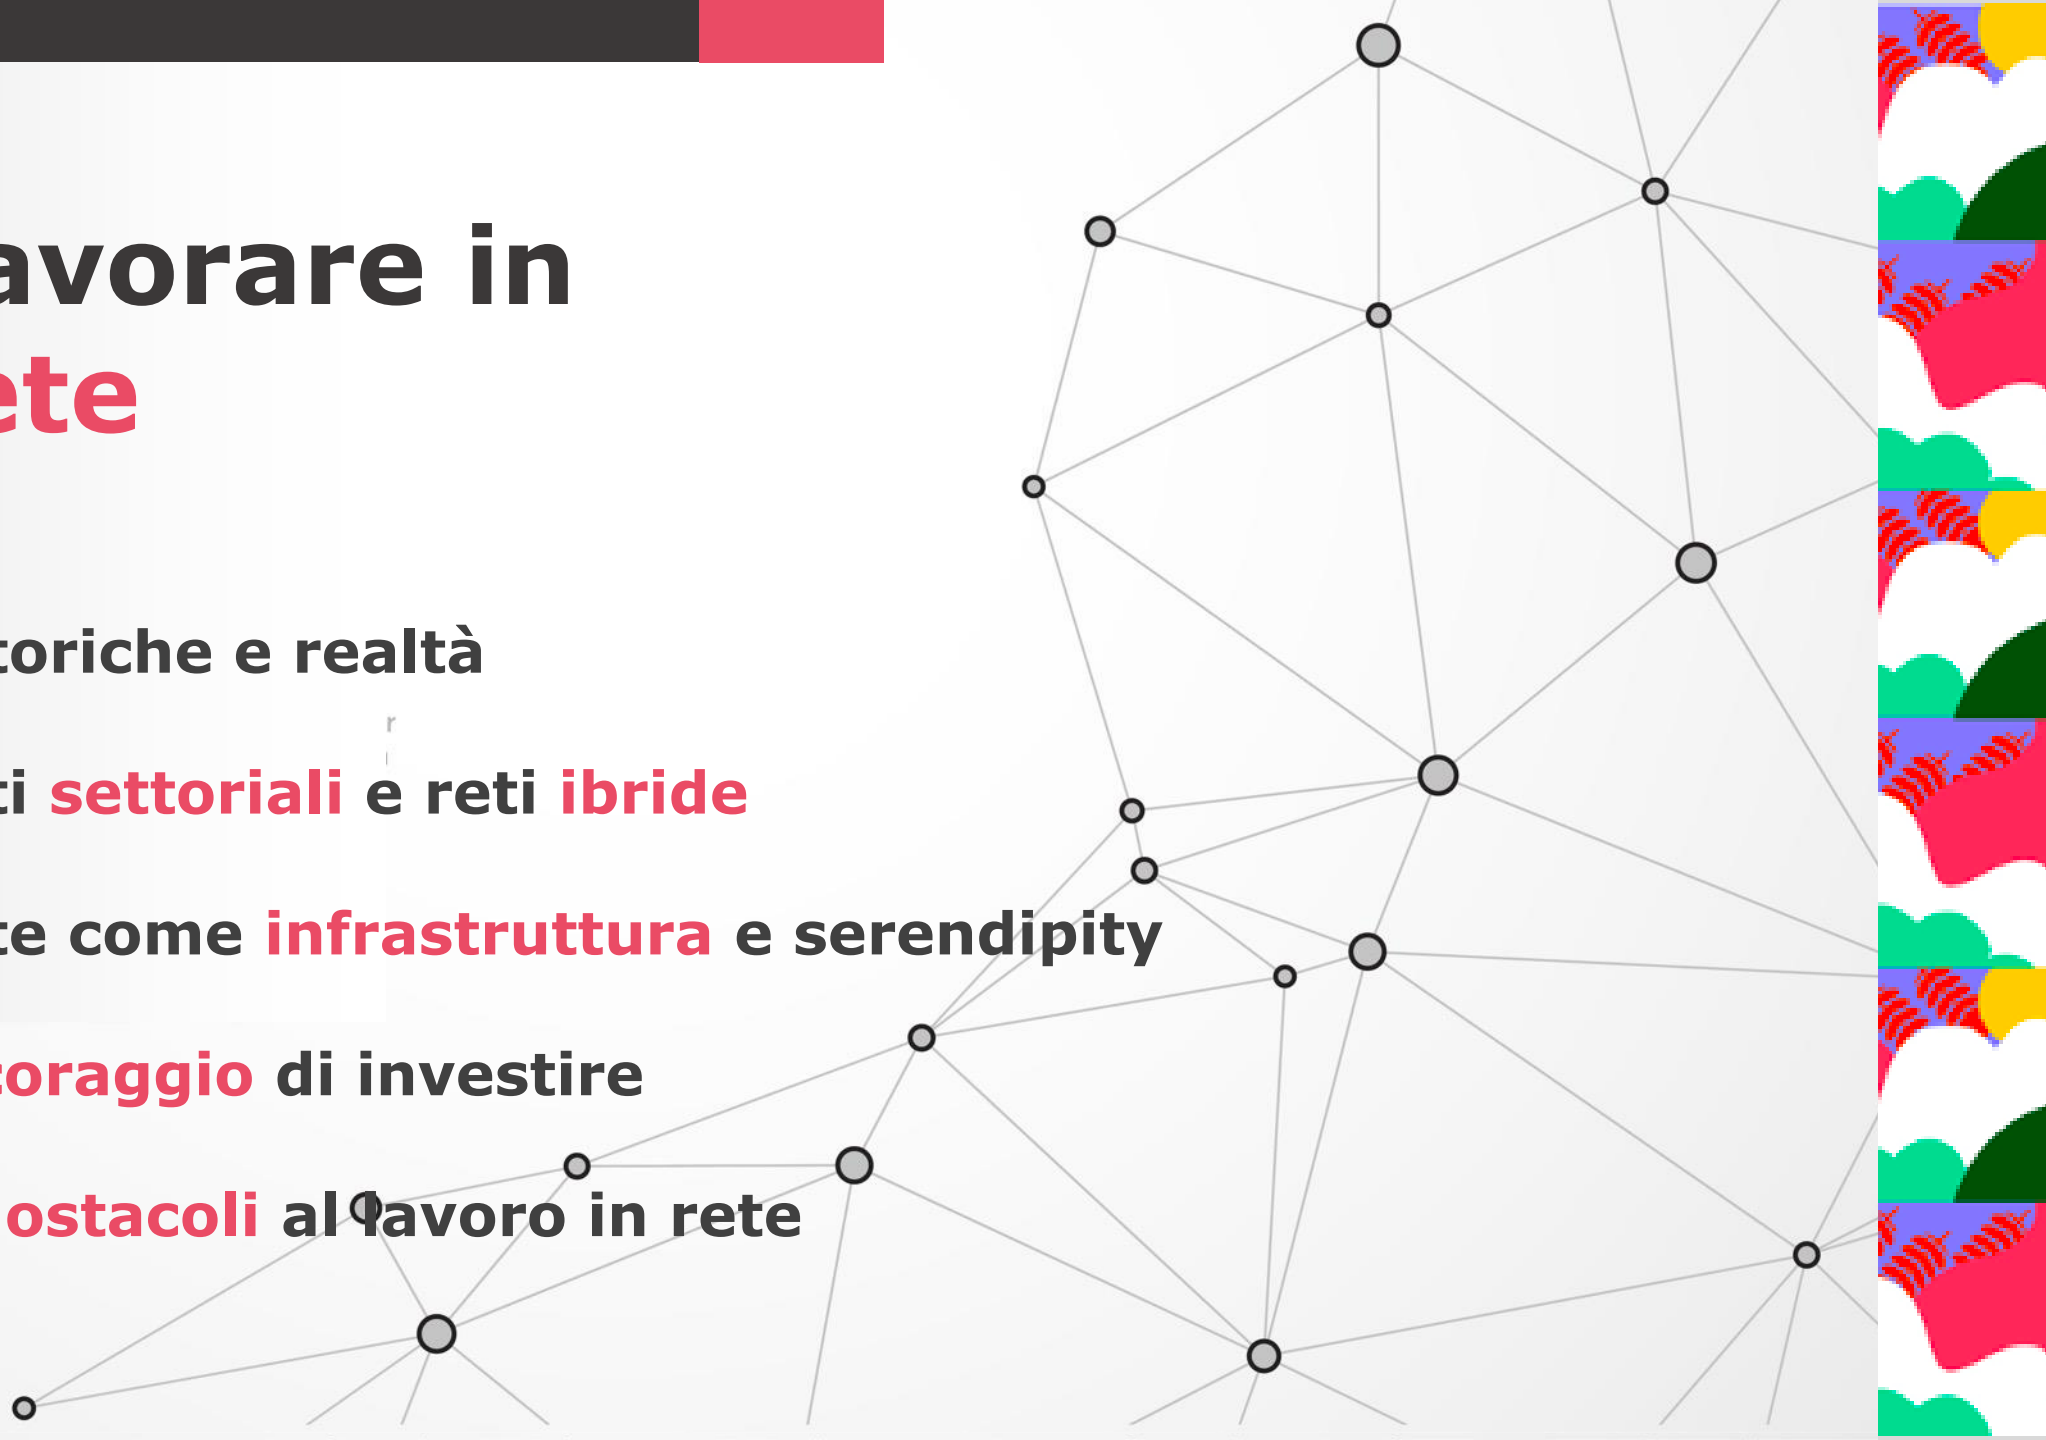 avorare in
ete
toriche e realtà
r
ti settoriali e reti ibride
te come infrastruttura e serendipity
coraggio di investire
ostacoli al lavoro in rete